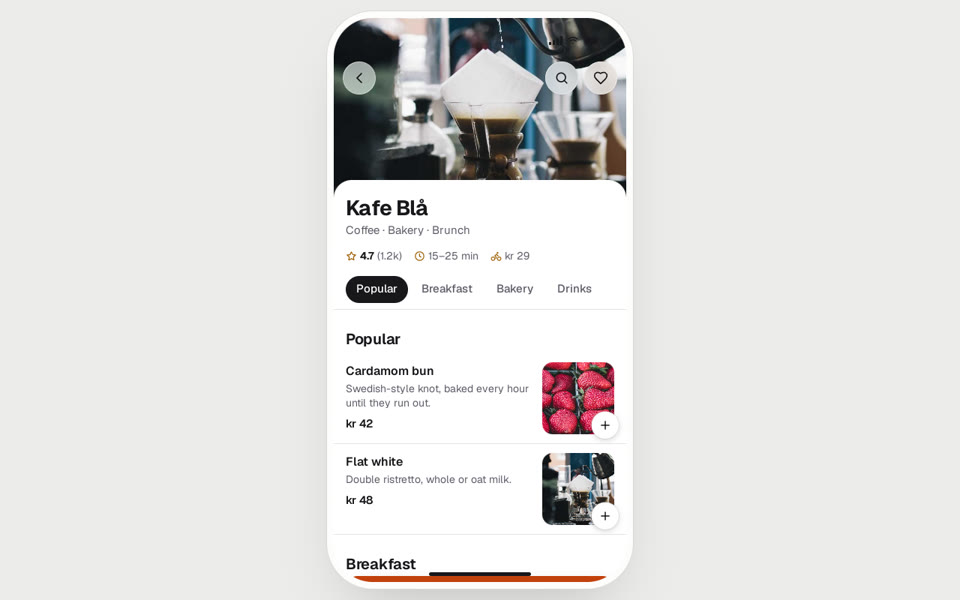 Kafe Blå
Coffee · Bakery · Brunch
4.7 (1.2k) 15–25 min kr 29
Popular Breakfast Bakery Drinks
Popular
Cardamom bun
Swedish-style knot, baked every hour
until they run out.
kr 42
Flat white
Double ristretto, whole or oat milk.
kr 48
Breakfast